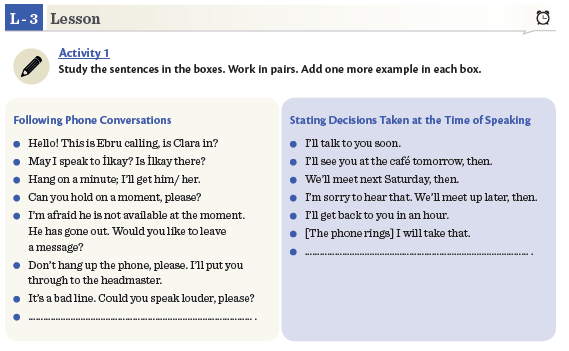 L - 3 Lesson
Activity 1
Study the sentences in the boxes. Work in pairs. Add one more example in each box.
Following Phone Conversations
Hello! This is Ebru calling, is Clara in?
May I speak to İlkay? Is İlkay there?
Hang on a minute; I'll get him/ her.
Can you hold on a moment, please?
I'm afraid he is not available at the moment.
He has gone out. Would you like to leave
a message?
Don't hang up the phone, please. I'll put you
through to the headmaster.
It's a bad line. Could you speak louder, please?
.............................................................................. .
Stating Decisions Taken at the Time of Speaking
I'll talk to you soon.
I'll see you at the café tomorrow, then.
We'll meet next Saturday, then.
I'm sorry to hear that. We'll meet up later, then.
I'll get back to you in an hour.
[The phone rings] I will take that.
.............................................................................. .